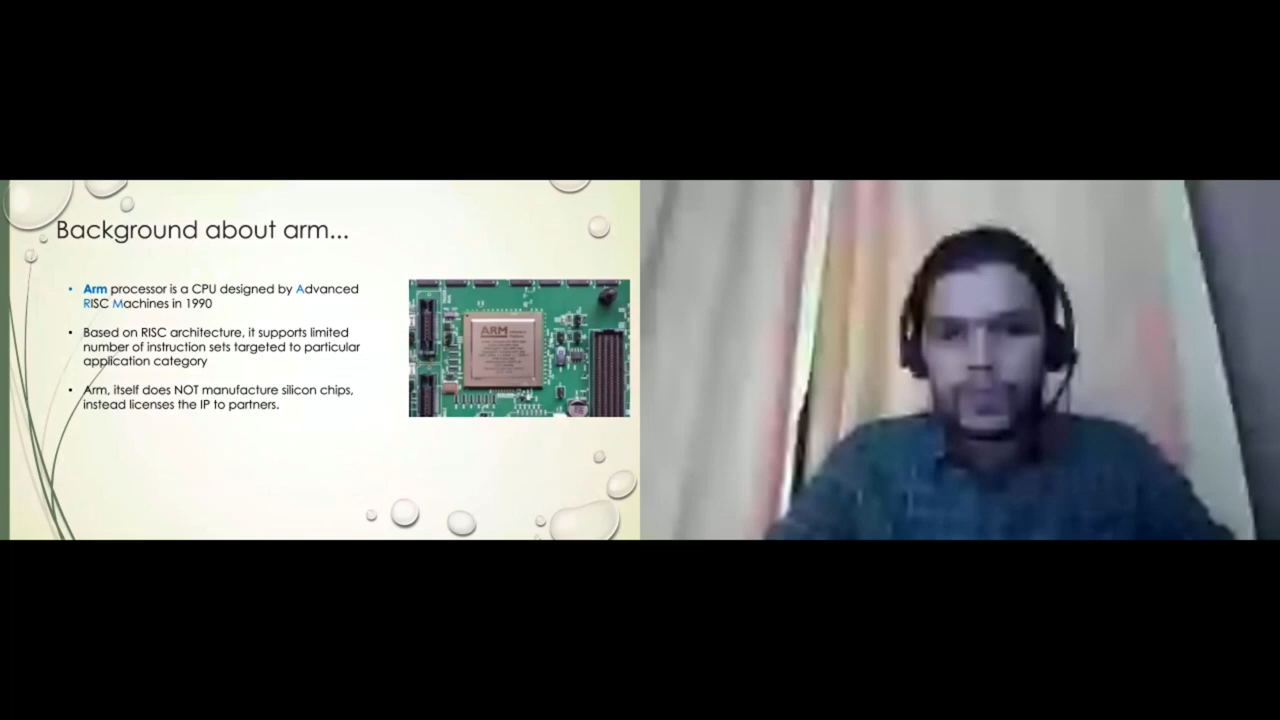 Background about arm...
• Arm processor is a CPU designed by Advanced
RISC Machines in 1990
• Based on RISC architecture, it supports limited
number of instruction sets targeted to particular
application category
• Arm, itself does NOT manufacture silicon chips,
instead licenses the IP to partners.
ARM